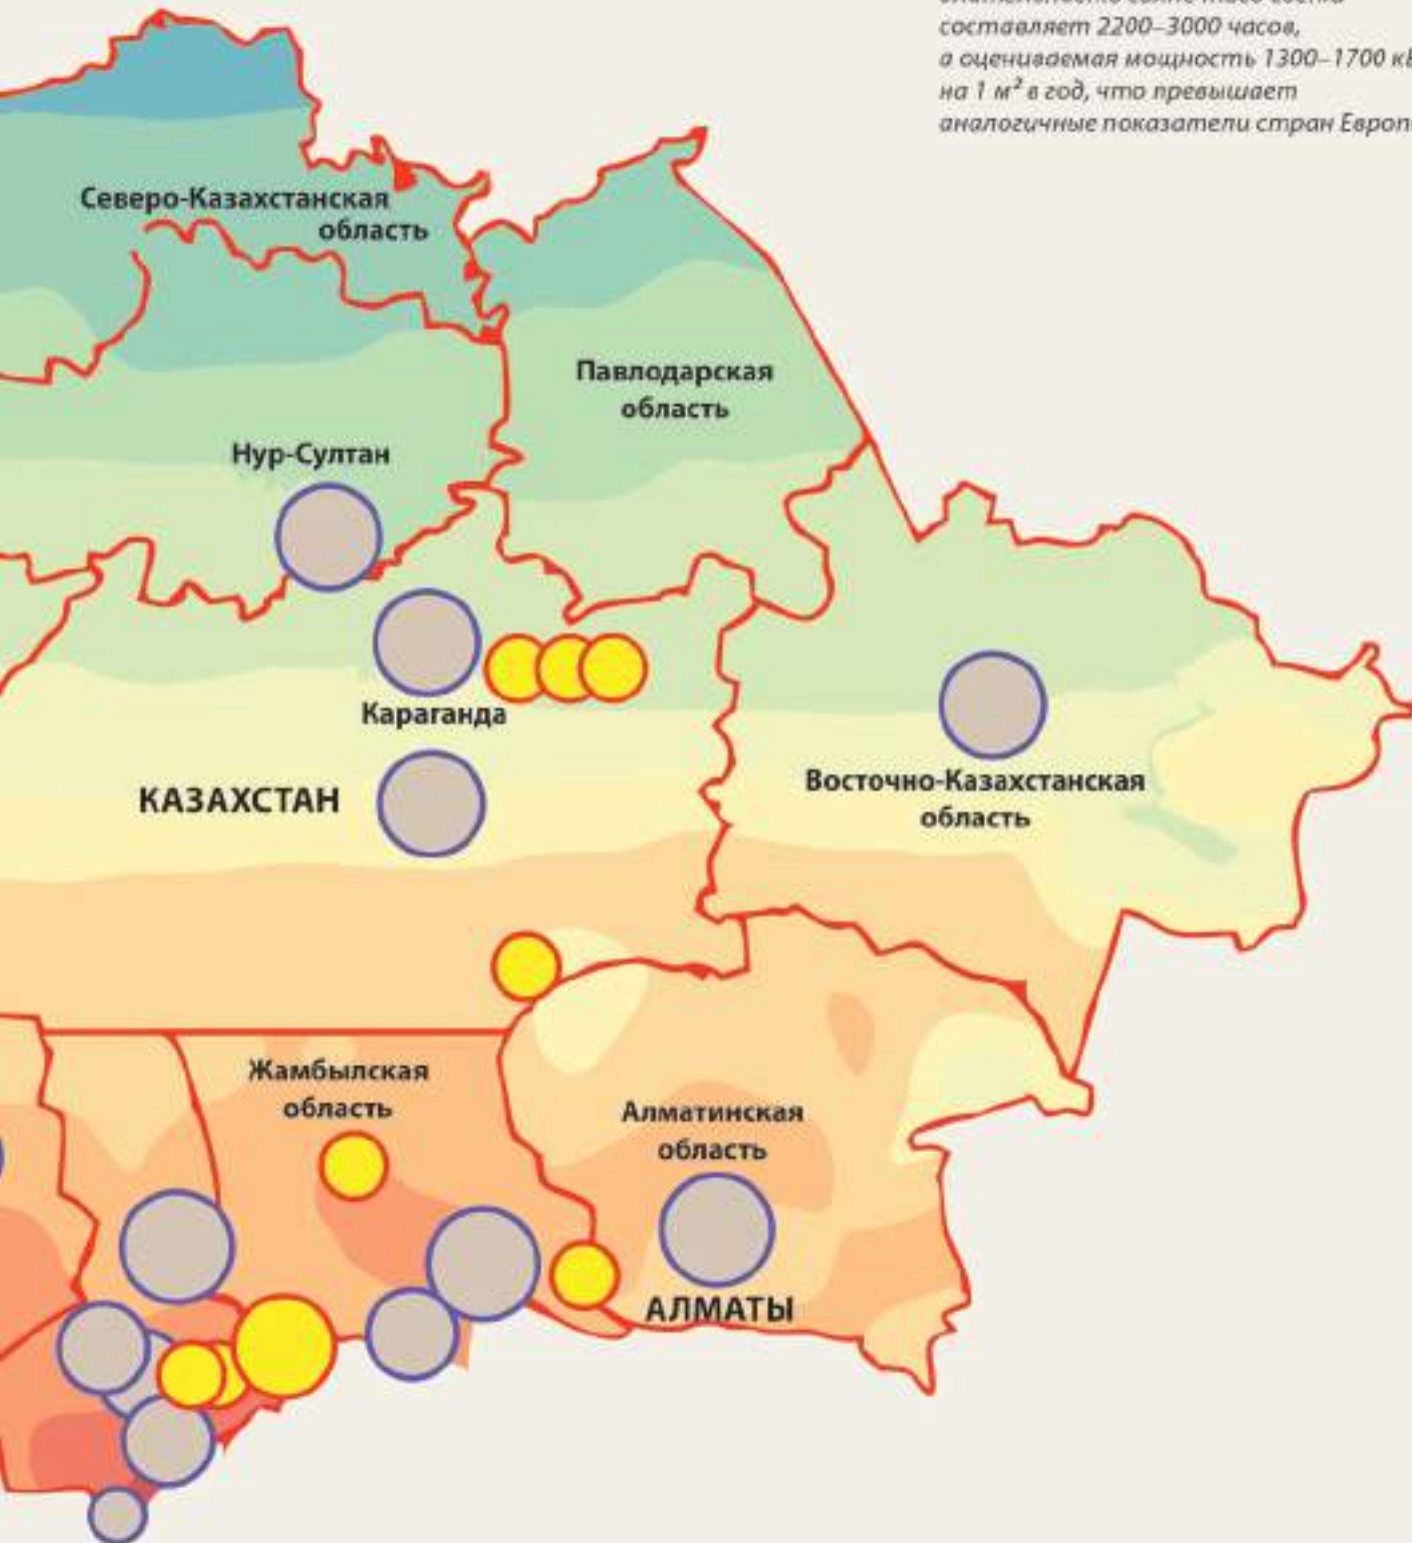 составляет 2200–3000 часов,
а оцениваемая мощность 1300–1700
на 1 м² в год, что превышает
аналогичные показатели стран
Северо-Казахстанская
область
Павлодарская
область
Нур-Султан
Караганда
КАЗАХСТАН
Восточно-Казахстанская
область
Жамбылская
область
Алматинская
область
АЛМАТЫ